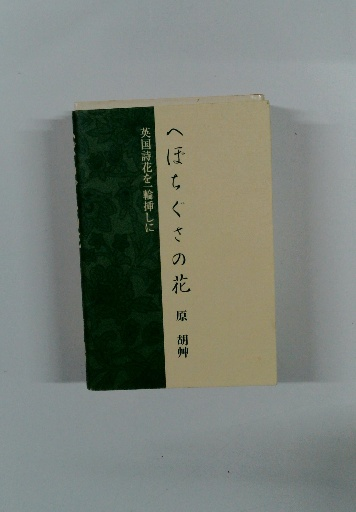 へぼちぐさの花
原 胡艸
英国詩花を一輪挿しに